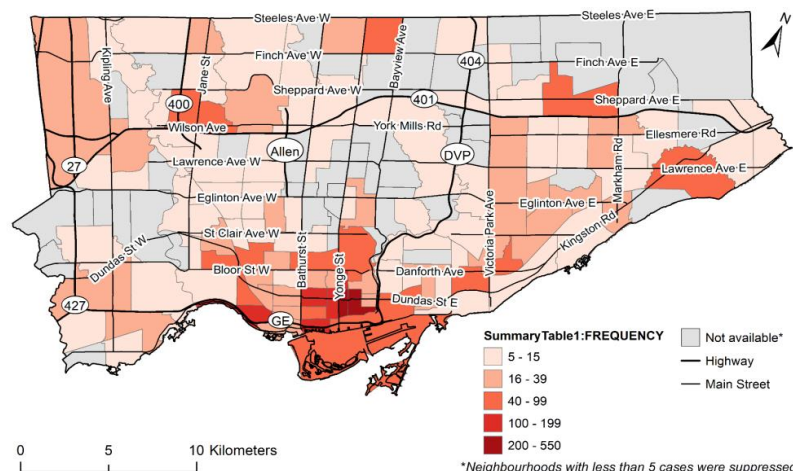 Steeles Ave W
Steeles Ave E
Kipling Ave
Jane St
Finch Ave W
Bayview Ave
404
Finch Ave E
400
Sheppard Ave W
401
Sheppard Ave E
Wilson Ave
York Mills Rd
Ellesmere Rd
27
Lawrence Ave W
Allen
DVP
Markham Rd
Lawrence Ave E
Eglinton Ave W
Victoria Park Ave
Eglinton Ave E
Kingston Rd
Dundas St W
St Clair Ave W
Bathurst St
Yonge St
Bloor St W
Danforth Ave
427
GE
Dundas St E
SummaryTable1:FREQUENCY
5 - 15
16 - 39
40 - 99
100 - 199
200 - 550
Not available*
Highway
Main Street
0 5 10 Kilometers
*Neighbourhoods with less than 5 cases were suppressed
N